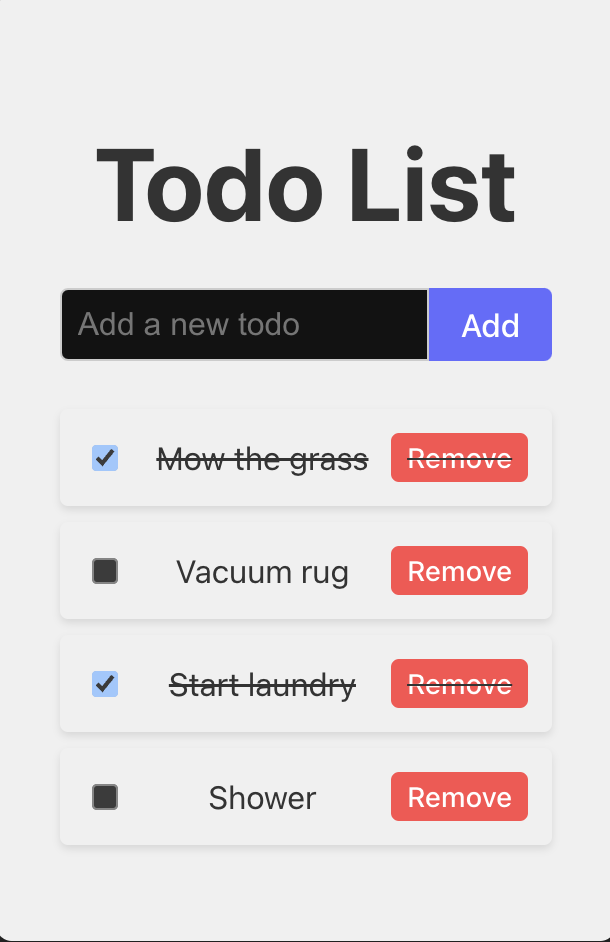 Todo List
Add a new todo Add
Mow the grass Remove
Vacuum rug Remove
Start laundry Remove
Shower Remove